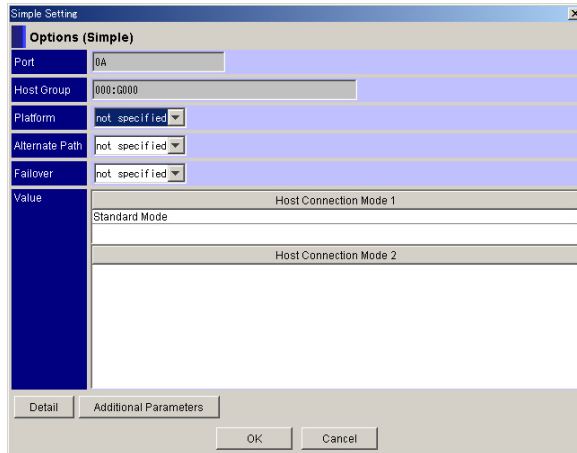 Simple Setting
Options (Simple)
Port 0A
Host Group 000:G000
Platform not specified
Alternate Path not specified
Failover not specified
Value
Host Connection Mode 1
Standard Mode
Host Connection Mode 2
Detail Additional Parameters
OK Cancel